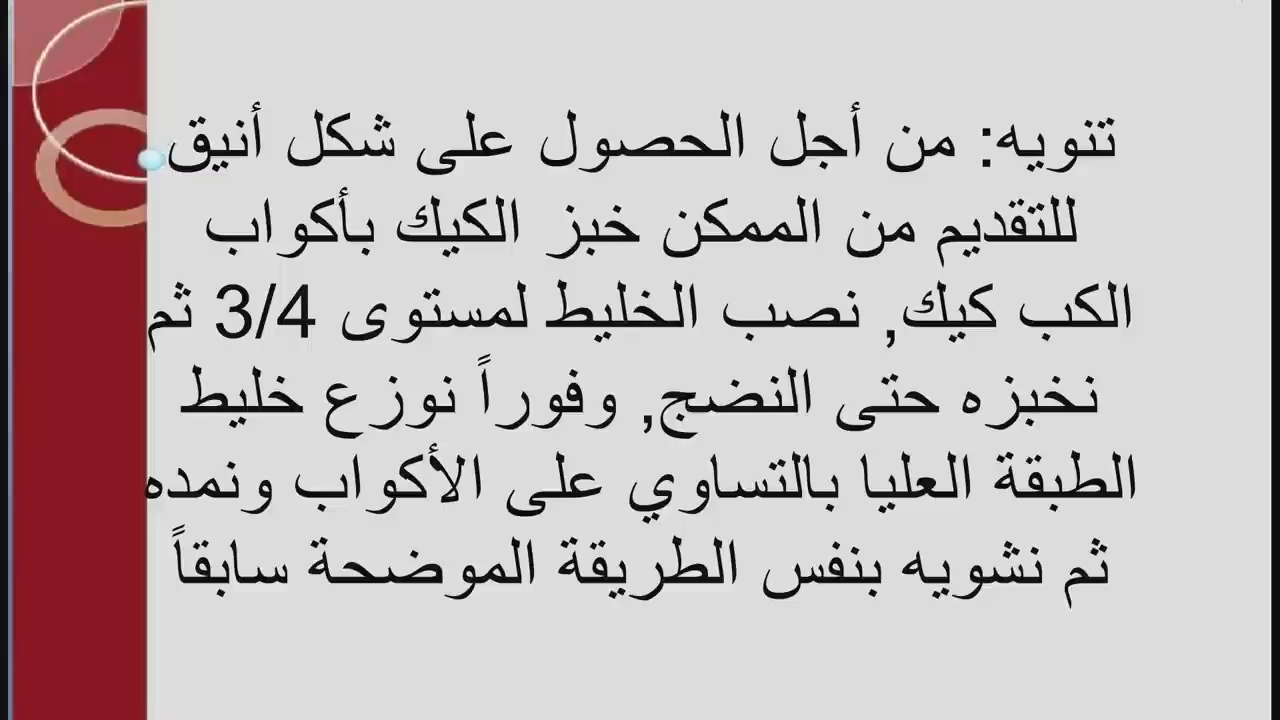 تنويه: من أجل الحصول على شكل أنيق
للتقديم من الممكن خبز الكيك بأكواب
الكب كيك, نصب الخليط لمستوى 3/4 ثم
نخبزه حتى النضج, وفوراً نوزع خليط
الطبقة العليا بالتساوي على الأكواب ونمده
ثم نشويه بنفس الطريقة الموضحة سابقاً